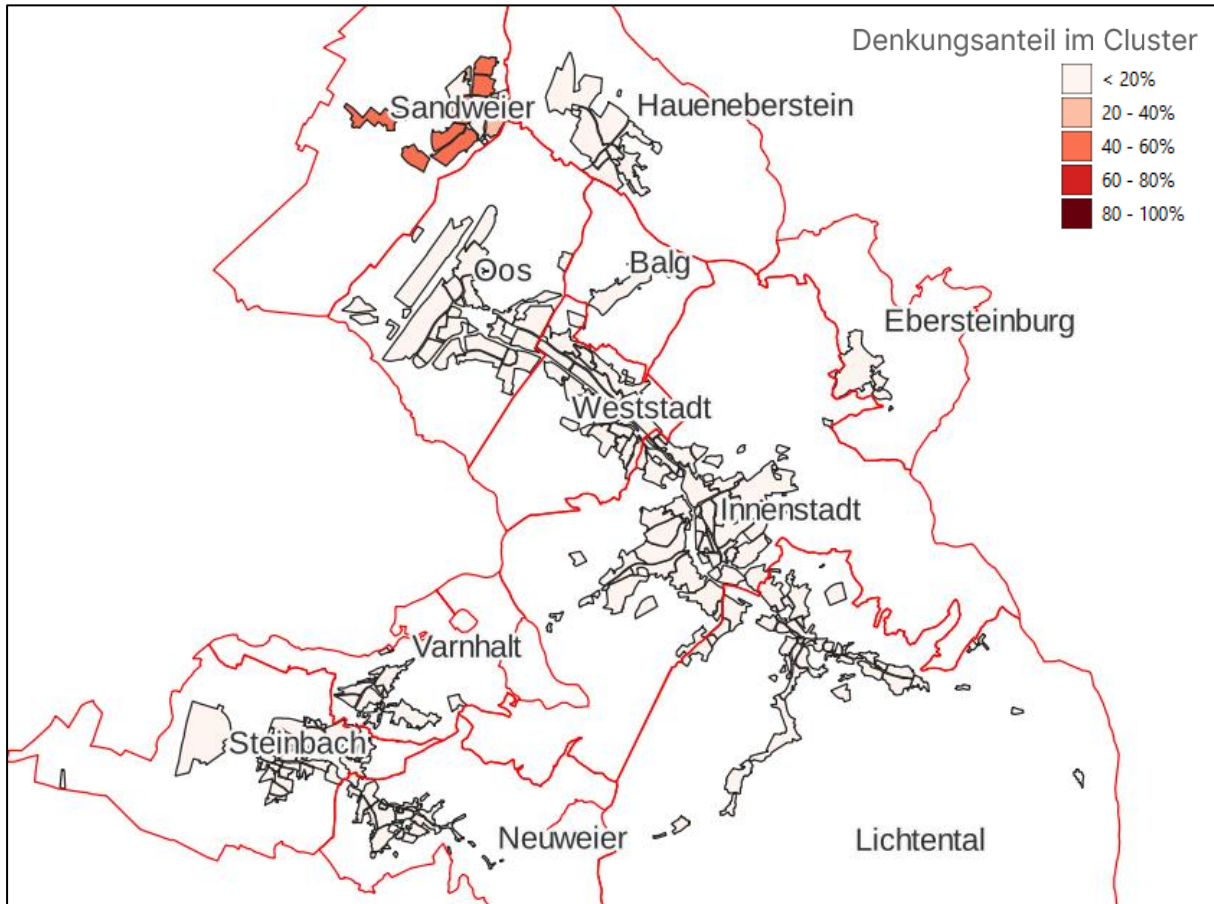 Denkungsanteil im Cluster
< 20%
20 - 40%
40 - 60%
60 - 80%
80 - 100%
Sandweier
Haueneberstein
Oos
Balg
Ebersteinburg
Weststadt
Innenstadt
Varnhalt
Steinbach
Neuweier
Lichtental